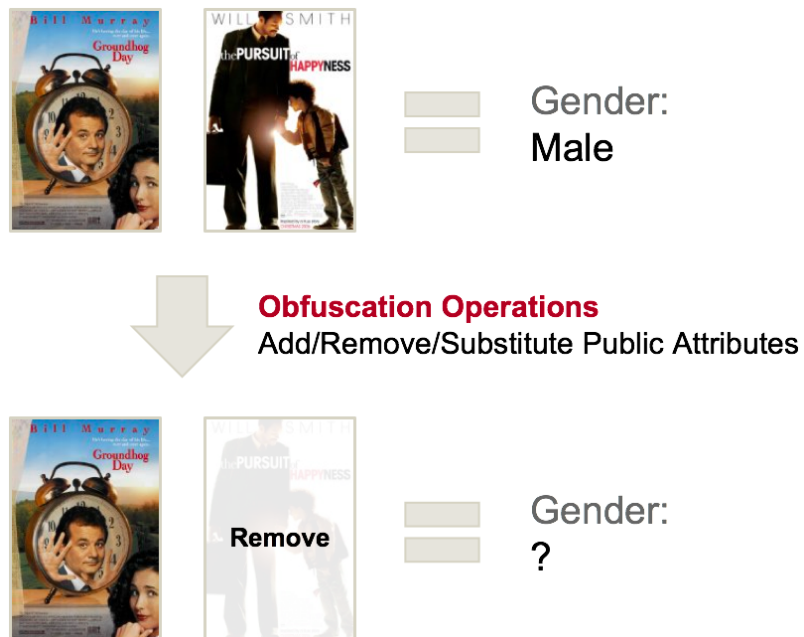 Bill Murray
Groundhog
Day
WILL SMITH
the PURSUIT of
HAPPYNESS
Gender:
Male
Obfuscation Operations
Add/Remove/Substitute Public Attributes
Bill Murray
Groundhog
Day
WILL SMITH
the PURSUIT of
HAPPYNESS
Remove
Gender:
?